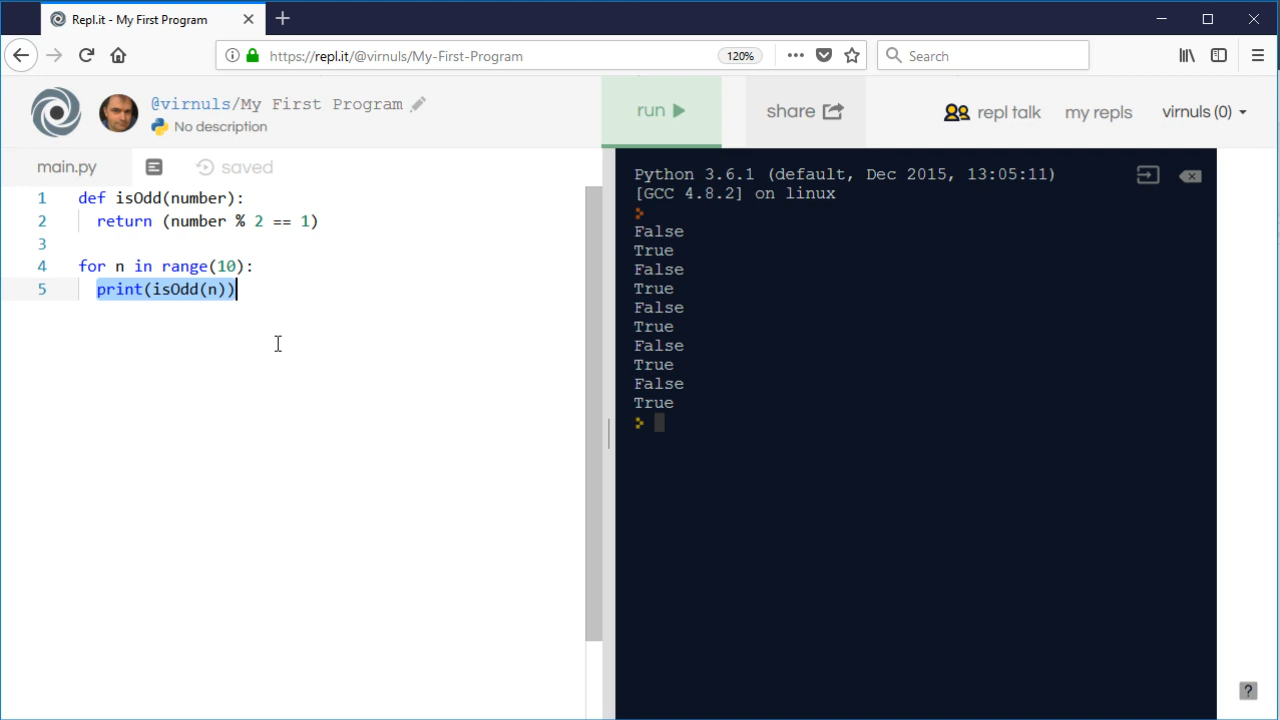 Repl.it - My First Program
https://repl.it/@virnuls/My-First-Program
120%
Search
@virnuls/My First Program
No description
run
share
repl talk
my repls
virnuls (0)
main.py
saved
1 def isOdd(number):
2 return (number % 2 == 1)
3
4 for n in range(10):
5 print(isOdd(n))
Python 3.6.1 (default, Dec 2015, 13:05:11)
[GCC 4.8.2] on linux
False
True
False
True
False
True
False
True
False
True
?